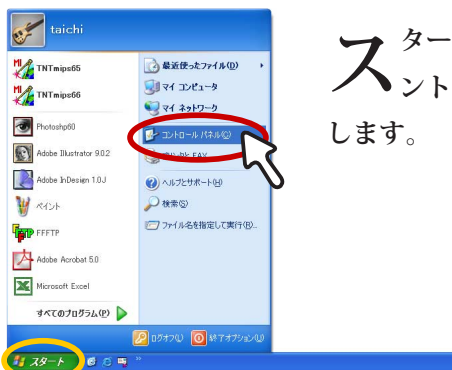 taichi
TNTmips65
TNTmips66
Photoshp60
Adobe Illustrator 9.0.2
Adobe InDesign 1.0J
ペイント
FFFTP
Adobe Acrobat 5.0
Microsoft Excel
すべてのプログラム(P)
最近使ったファイル(D)
マイ コンピュータ
マイ ネットワーク
コントロール パネル(C)
FAX
ヘルプとサポート(H)
検索(S)
ファイル名を指定して実行(R)...
ログオフ(L)
終了オプション(U)
スタート
スター
ント
します。